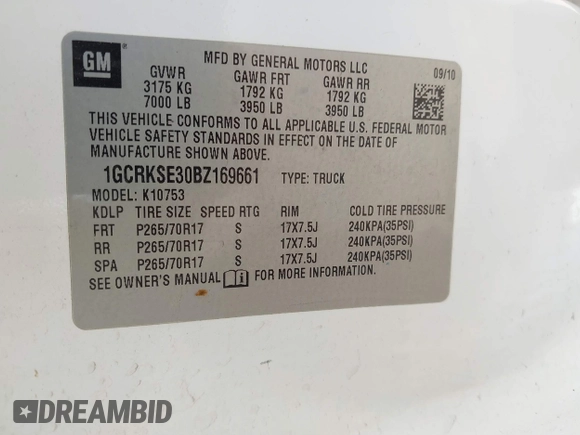 GM
MFD BY GENERAL MOTORS LLC
09/10
GVWR GAWR FRT GAWR RR
3175 KG 1792 KG 1792 KG
7000 LB 3950 LB 3950 LB
THIS VEHICLE CONFORMS TO ALL APPLICABLE U.S. FEDERAL MOTOR
VEHICLE SAFETY STANDARDS IN EFFECT ON THE DATE OF
MANUFACTURE SHOWN ABOVE.
1GCRKSE30BZ169661 TYPE: TRUCK
MODEL: K10753
KDLP TIRE SIZE SPEED RTG RIM COLD TIRE PRESSURE
FRT P265/70R17 S 17X7.5J 240KPA(35PSI)
RR P265/70R17 S 17X7.5J 240KPA(35PSI)
SPA P265/70R17 S 17X7.5J 240KPA(35PSI)
SEE OWNER'S MANUAL FOR MORE INFORMATION.
DREAMBID